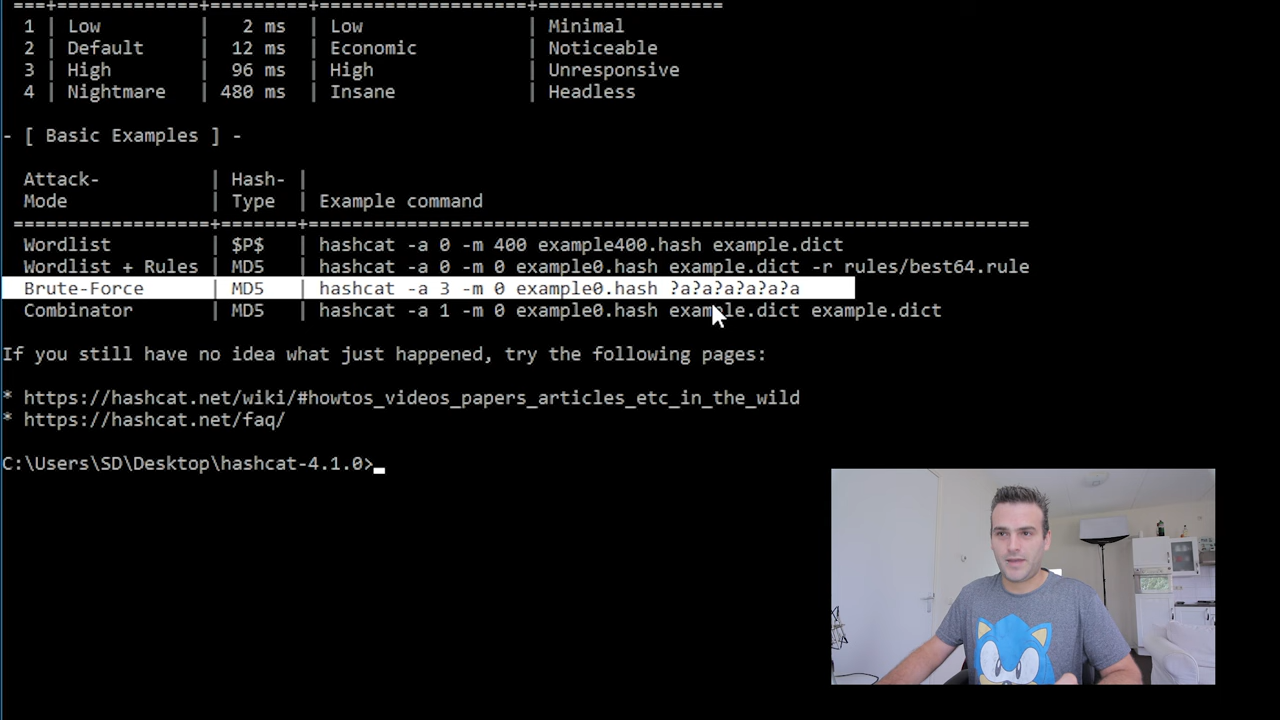 ===+=============+===========+===================+=================
1 | Low | 2 ms | Low | Minimal
2 | Default | 12 ms | Economic | Noticeable
3 | High | 96 ms | High | Unresponsive
4 | Nightmare | 480 ms | Insane | Headless
- [ Basic Examples ] -
Attack- | Hash- |
Mode | Type | Example command
==================+=======+==================================================================
Wordlist | $P$ | hashcat -a 0 -m 400 example400.hash example.dict
Wordlist + Rules | MD5 | hashcat -a 0 -m 0 example0.hash example.dict -r rules/best64.rule
Brute-Force | MD5 | hashcat -a 3 -m 0 example0.hash ?a?a?a?a?a?a
Combinator | MD5 | hashcat -a 1 -m 0 example0.hash example.dict example.dict
If you still have no idea what just happened, try the following pages:
* https://hashcat.net/wiki/#howtos_videos_papers_articles_etc_in_the_wild
* https://hashcat.net/faq/
C:\Users\SD\Desktop\hashcat-4.1.0>